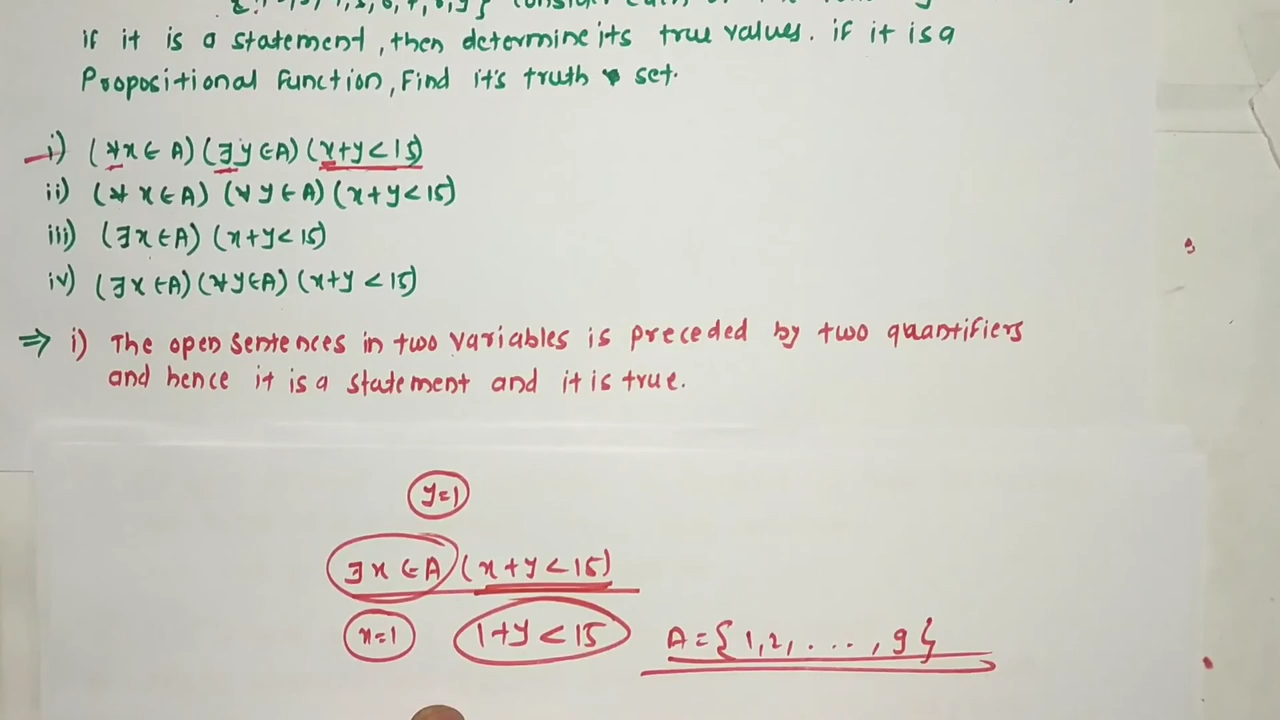 if it is a statement, then determine its true values. if it is a
Propositional Function, Find it's truth set.
i) (∀x∈A)(∃y∈A)(x+y<15)
ii) (∀x∈A)(∀y∈A)(x+y<15)
iii) (∃x∈A)(x+y<15)
iv) (∃x∈A)(∀y∈A)(x+y<15)
⇒ i) The open sentences in two variables is preceded by two quantifiers
and hence it is a statement and it is true.
y=1
∃x∈A (x+y<15)
x=1 1+y<15 A={1,2,...,9}